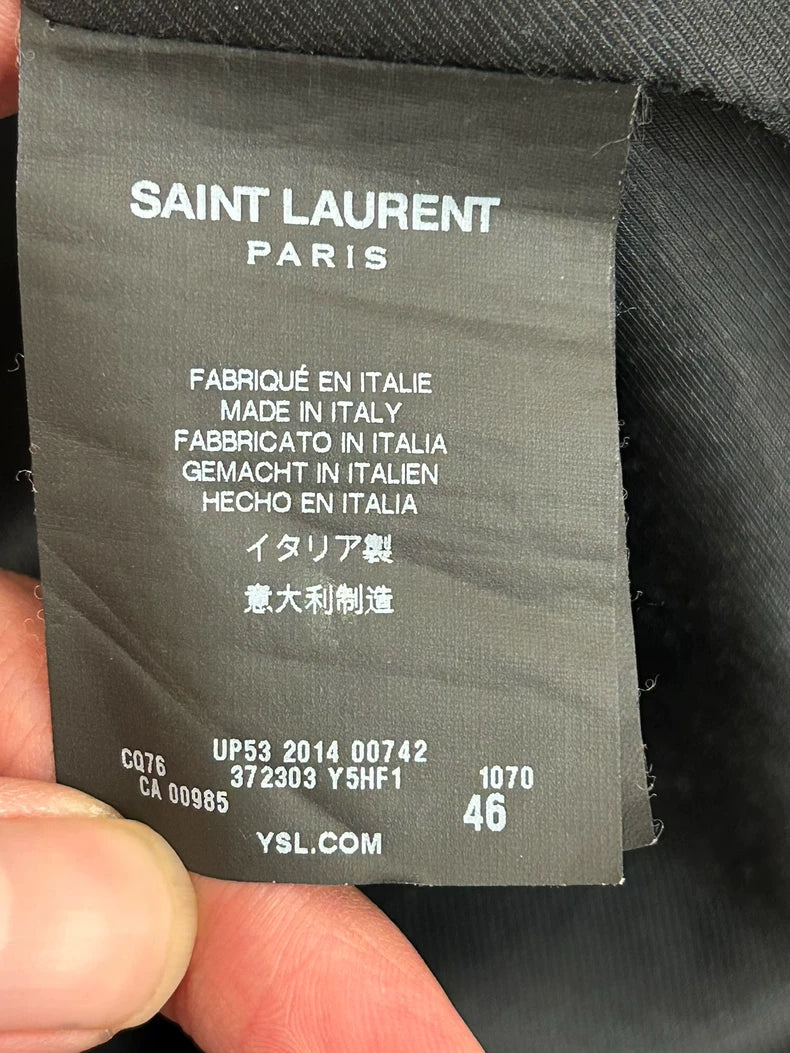 SAINT LAURENT
PARIS
FABRIQUÉ EN ITALIE
MADE IN ITALY
FABBRICATO IN ITALIA
GEMACHT IN ITALIEN
HECHO EN ITALIA
イタリア製
意大利制造
CQ76 UP53 2014 00742
372303 Y5HF1 1070
CA 00985 46
YSL.COM